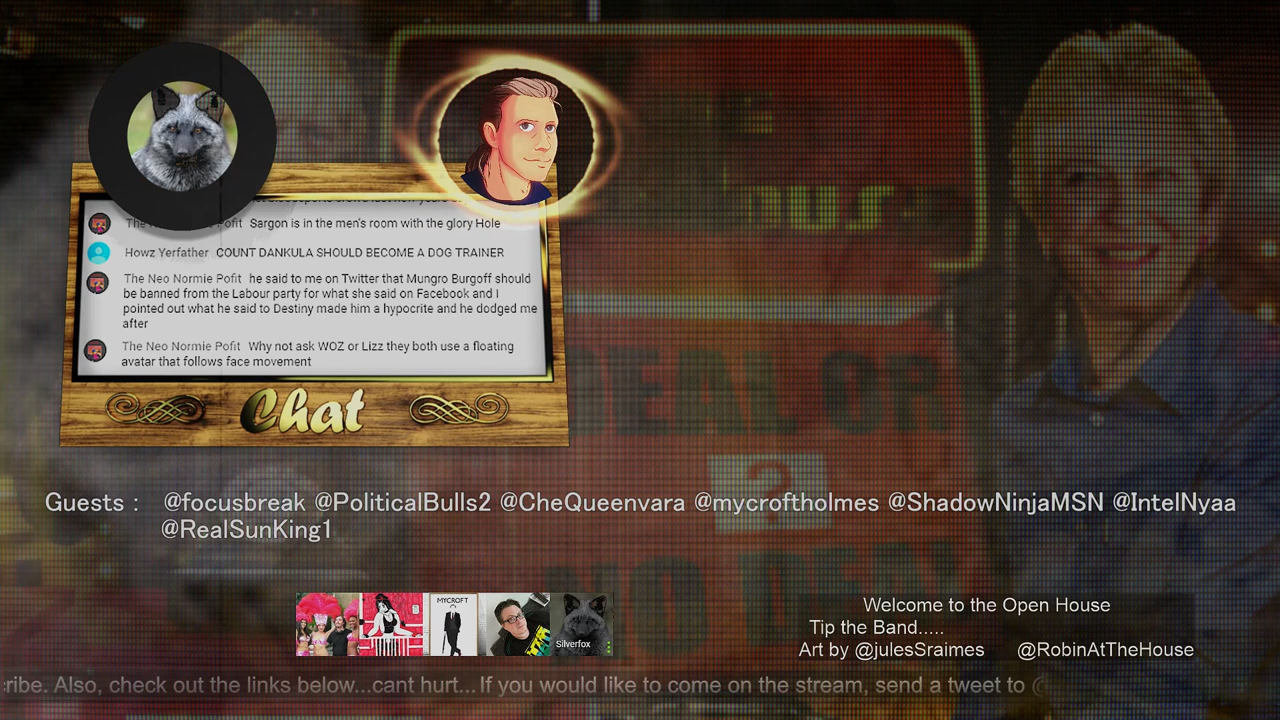 Sargon is in the men's room with the glory Hole
Howz Yerfather COUNT DANKULA SHOULD BECOME A DOG TRAINER
The Neo Normie Pofit he said to me on Twitter that Mungro Burgoff should
be banned from the Labour party for what she said on Facebook and I
pointed out what he said to Destiny made him a hypocrite and he dodged me
after
The Neo Normie Pofit Why not ask WOZ or Lizz they both use a floating
avatar that follows face movement
Chat
DEAL OR
?
NO DEAL
Guests : @focusbreak @PoliticalBulls2 @CheQueenvara @mycroftholmes @ShadowNinjaMSN @IntelNyaa
@RealSunKing1
MYCROFT
Silverfox
Welcome to the Open House
Tip the Band.....
Art by @julesSraimes @RobinAtTheHouse
cribe. Also, check out the links below...cant hurt... If you would like to come on the stream, send a tweet to @